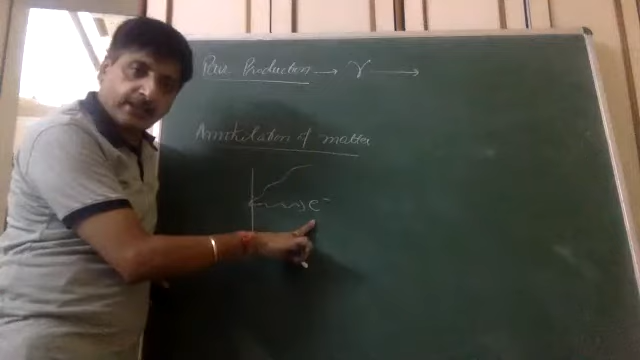 Pair Production → γ →
Annihilation of matter
e⁻